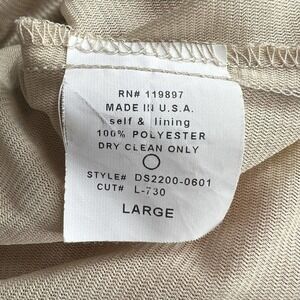 RN# 119897
MADE IN U.S.A.
self & lining
100% POLYESTER
DRY CLEAN ONLY
STYLE# DS2200-0601
CUT# L-730
LARGE